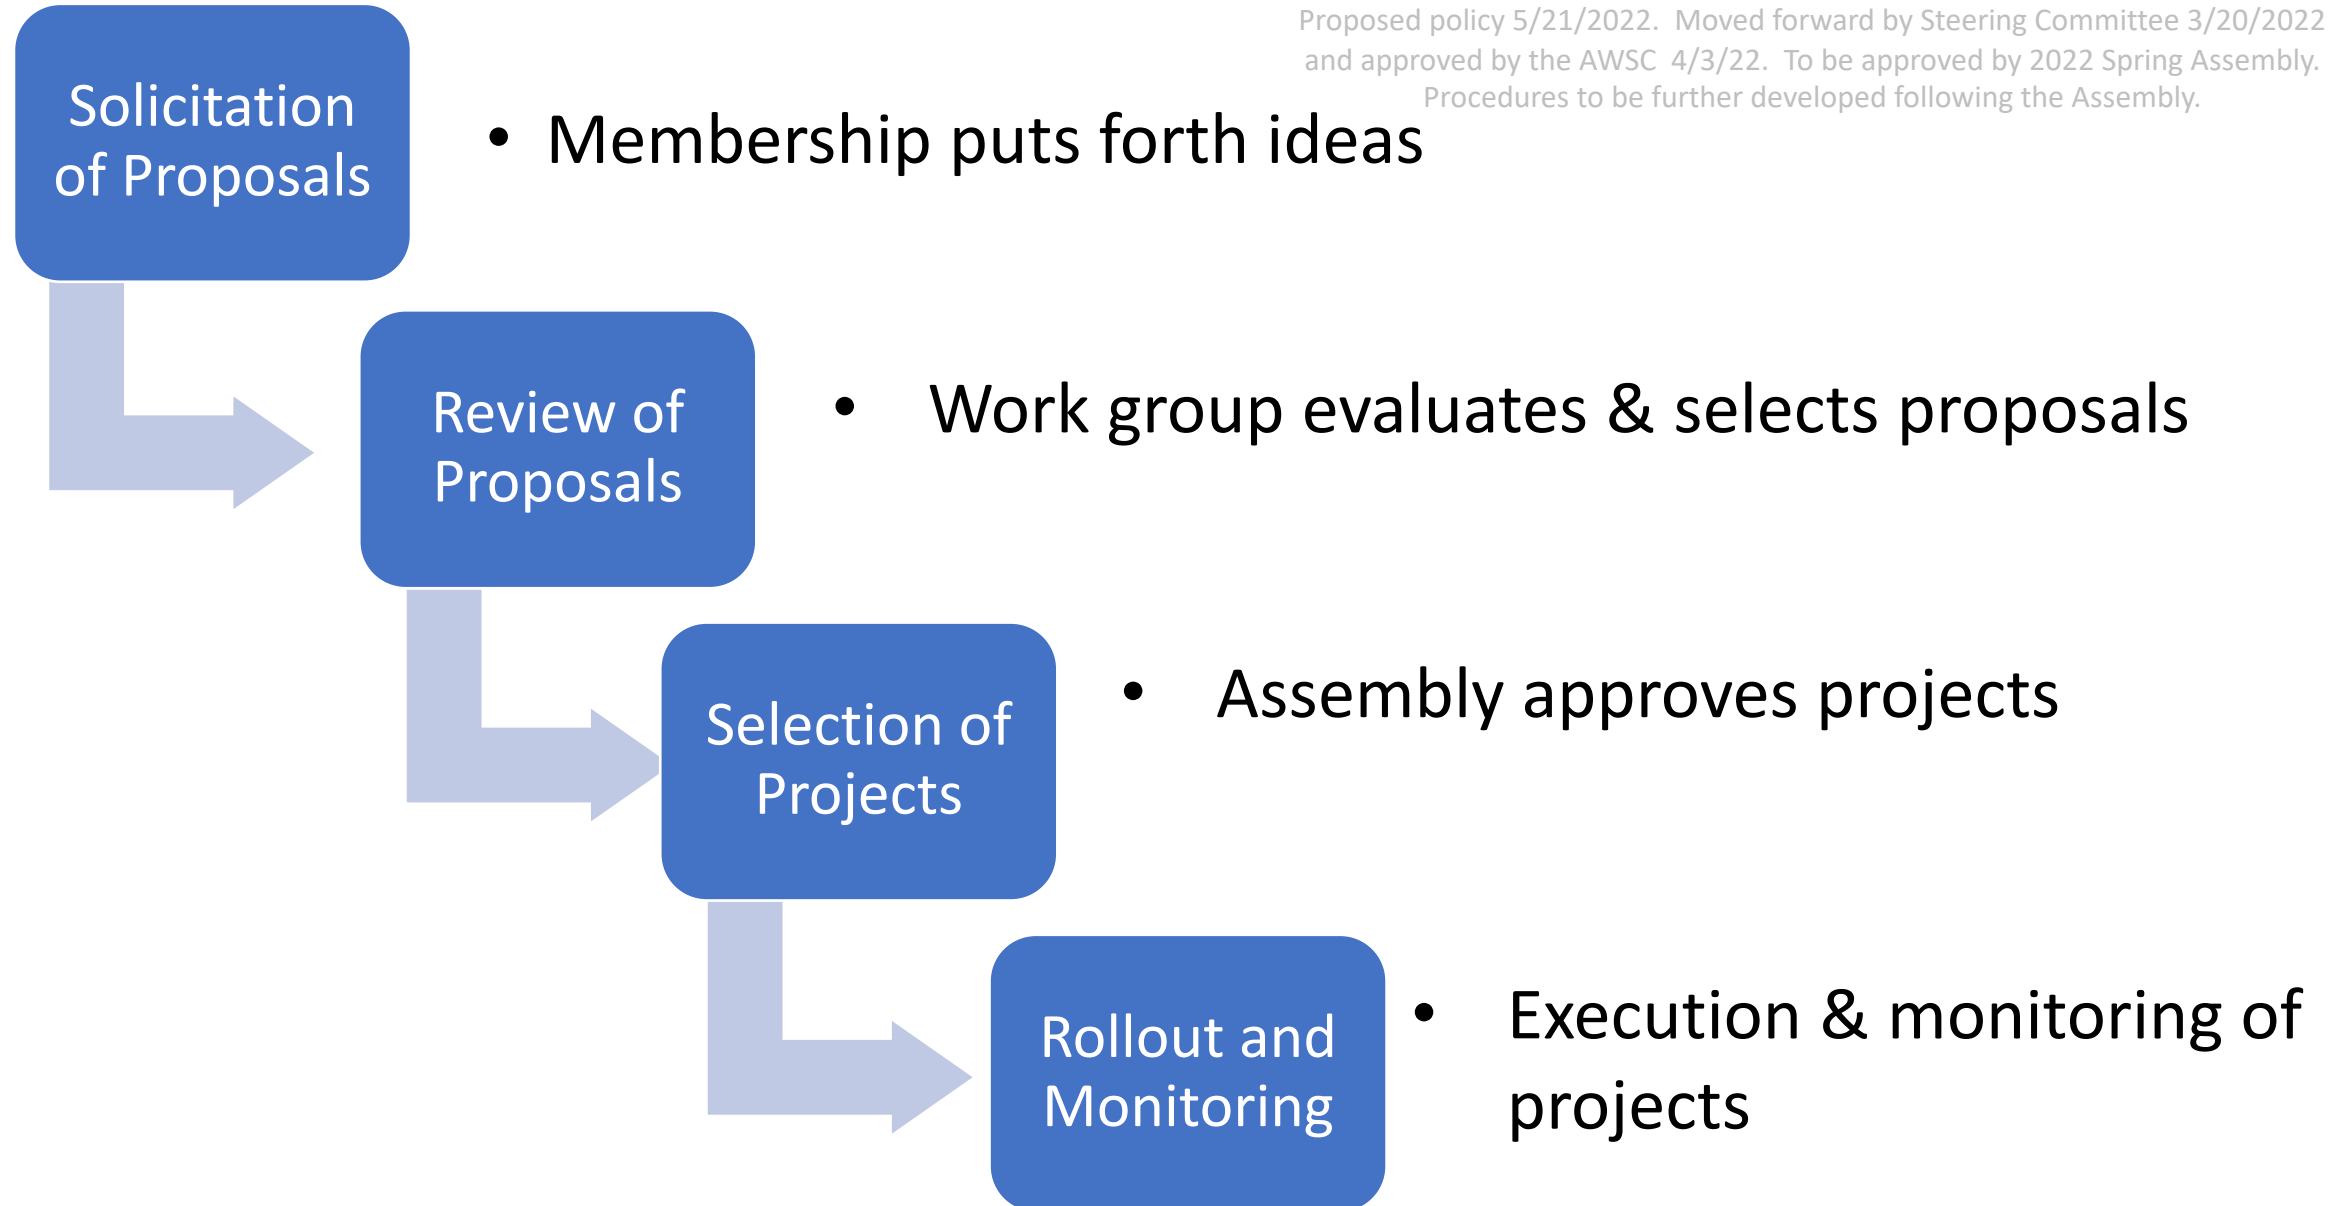 Proposed policy 5/21/2022.  Moved forward by Steering Committee 3/20/2022
and approved by the AWSC  4/3/22.  To be approved by 2022 Spring Assembly.
Procedures to be further developed following the Assembly.
Solicitation
of Proposals
• Membership puts forth ideas
Review of
Proposals
• Work group evaluates & selects proposals
Selection of
Projects
• Assembly approves projects
Rollout and
Monitoring
• Execution & monitoring of
projects